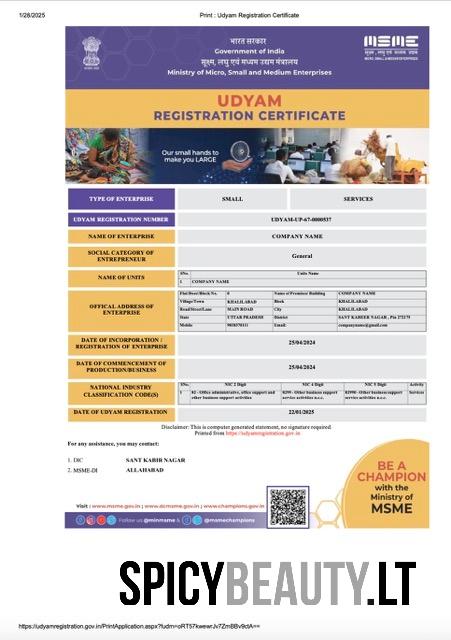 1/28/2025 Print : Udyam Registration Certificate
भारत सरकार
Government of India
सूक्ष्म, लघु एवं मध्यम उद्यम मंत्रालय
Ministry of Micro, Small and Medium Enterprises
MSME
सूक्ष्म, लघु एवं मध्यम उद्यम
MICRO, SMALL & MEDIUM ENTERPRISES
UDYAM
REGISTRATION CERTIFICATE
Our small hands to
make you LARGE
TYPE OF ENTERPRISE SMALL SERVICES
UDYAM REGISTRATION NUMBER UDYAM-UP-67-0000537
NAME OF ENTERPRISE COMPANY NAME
SOCIAL CATEGORY OF
ENTREPRENEUR General
NAME OF UNITS
SNo. Units Name
1 COMPANY NAME
OFFICAL ADDRESS OF
ENTERPRISE
Flat/Door/Block No. 0 Name of Premises/ Building COMPANY NAME
Village/Town KHALILABAD Block KHALILABAD
Road/Street/Lane MAIN ROAD City KHALILABAD
State UTTAR PRADESH District SANT KABEER NAGAR , Pin 272175
Mobile Email: companyname@gmail.com
DATE OF INCORPORATION /
REGISTRATION OF ENTERPRISE 25/04/2024
DATE OF COMMENCEMENT OF
PRODUCTION/BUSINESS 25/04/2024
NATIONAL INDUSTRY
CLASSIFICATION CODE(S)
SNo. NIC 2 Digit NIC 4 Digit NIC 5 Digit Activity
1 82 - Office administrative, office support and other business support activities 8299 - Other business support service activities n.e.c. 82990 - Other business support service activities n.e.c. Services
DATE OF UDYAM REGISTRATION 22/01/2025
Disclaimer: This is computer generated statement, no signature required.
Printed from https://udyamregistration.gov.in
For any assistance, you may contact:
1. DIC SANT KABIR NAGAR
2. MSME-DI ALLAHABAD
BE A
CHAMPION
with the
Ministry of
MSME
Visit : www.msme.gov.in ; www.dcmsme.gov.in ; www.champions.gov.in
Follow us @minmsme & @msmechampions
SPICYBEAUTY.LT